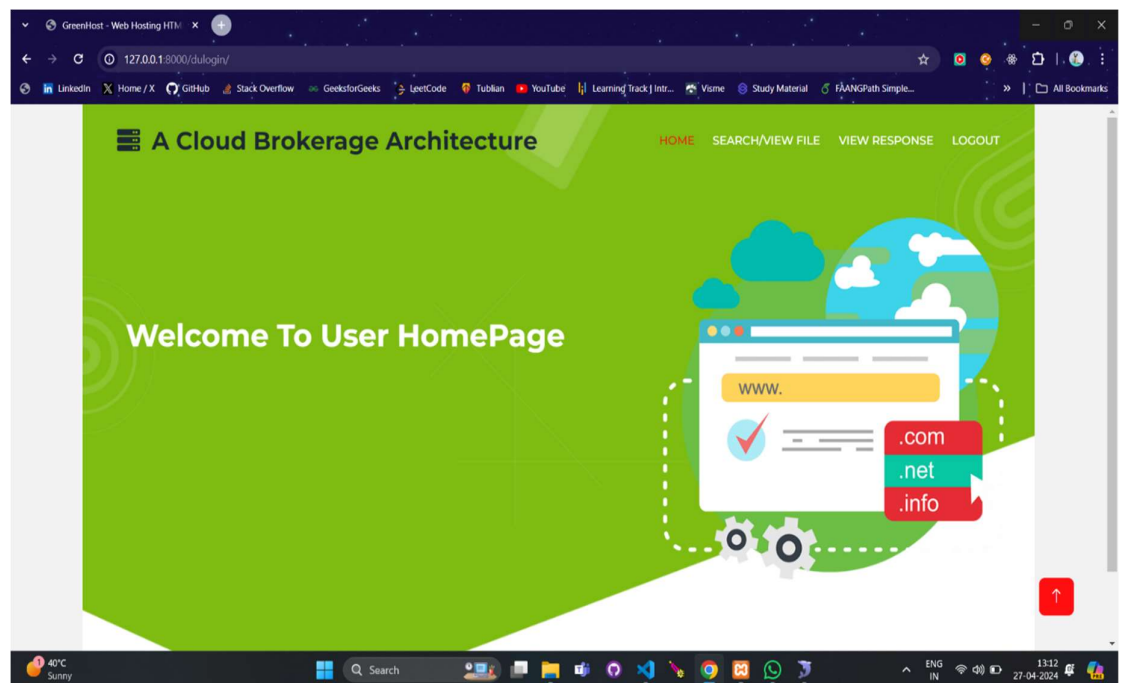 GreenHost - Web Hosting HTM
127.0.0.1:8000/dulogin/
LinkedIn Home / X GitHub Stack Overflow GeeksforGeeks LeetCode Tublian YouTube Learning Track | Intr... Visme Study Material FAANGPath Simple... » All Bookmarks
A Cloud Brokerage Architecture HOME SEARCH/VIEW FILE VIEW RESPONSE LOGOUT
Welcome To User HomePage
www.
.com
.net
.info
1 40°C
Sunny
Search
ENG
IN
13:12
27-04-2024